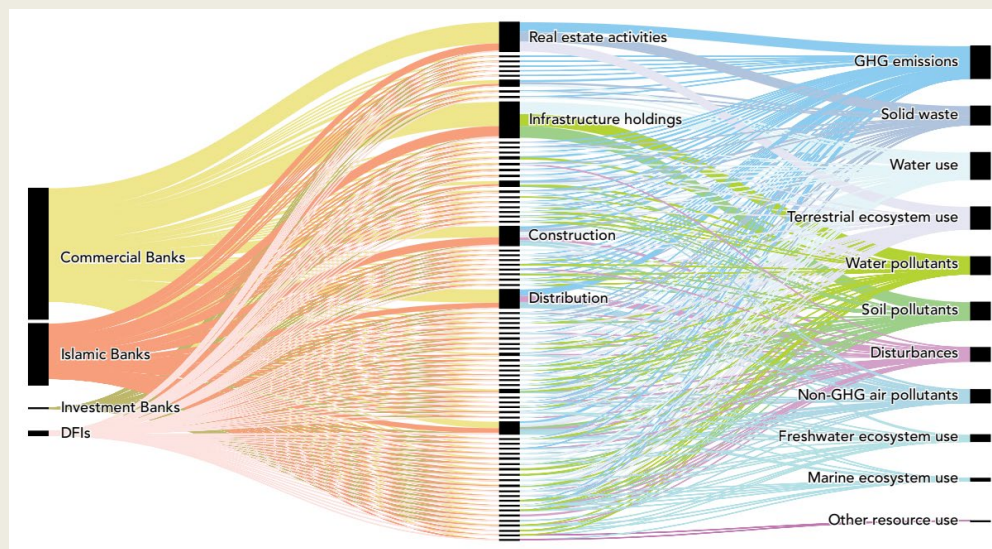 Commercial Banks
Islamic Banks
Investment Banks
DFIs
Real estate activities
Infrastructure holdings
Construction
Distribution
GHG emissions
Solid waste
Water use
Terrestrial ecosystem use
Water pollutants
Soil pollutants
Disturbances
Non-GHG air pollutants
Freshwater ecosystem use
Marine ecosystem use
Other resource use